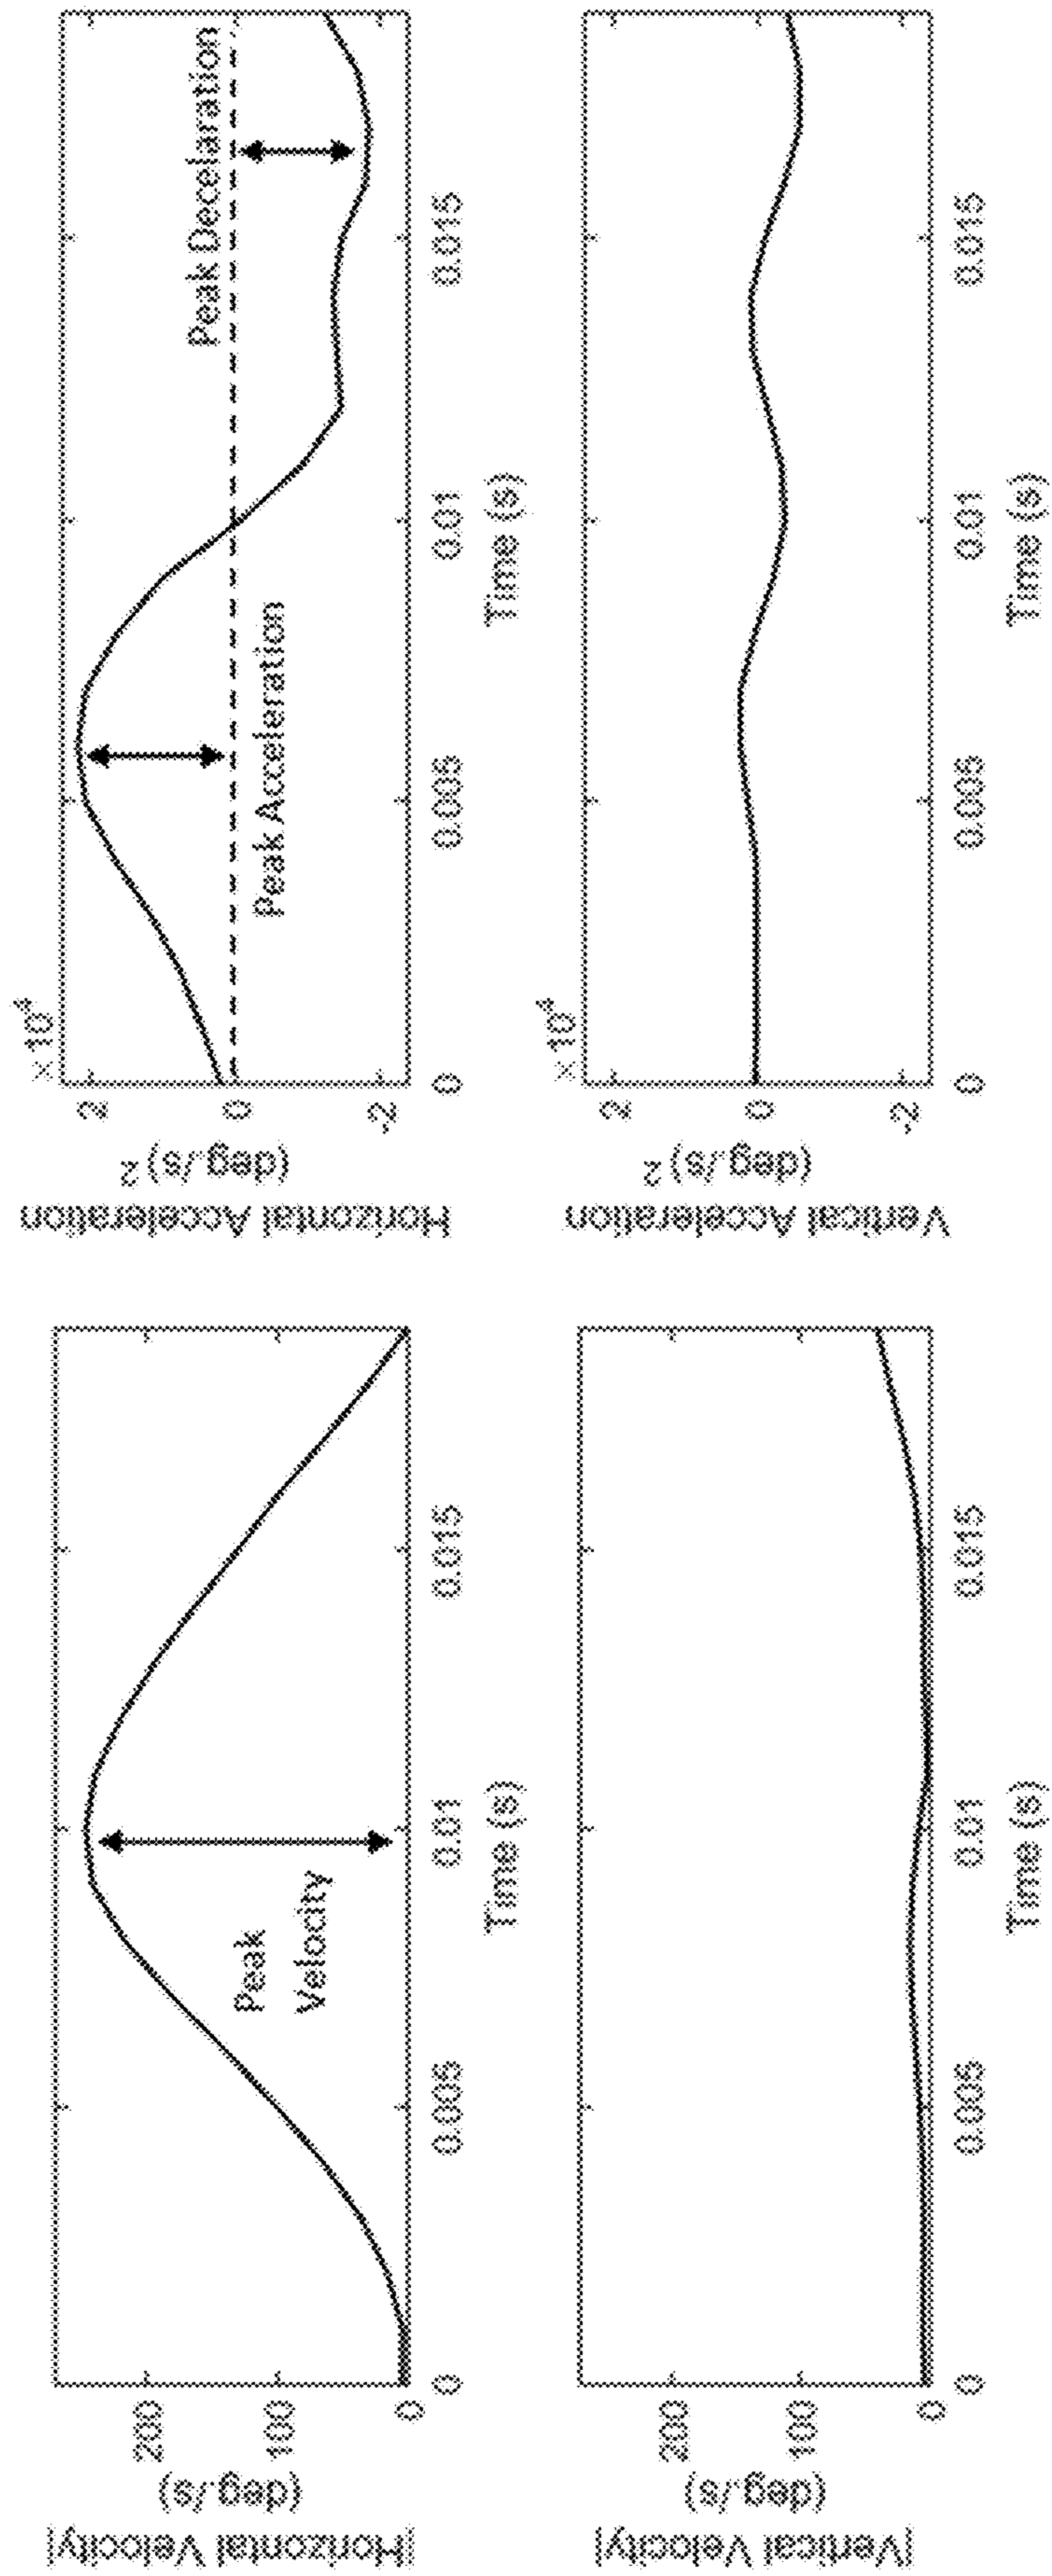 |Horizontal Velocity|
(deg./s)
200
100
0
Peak
Velocity
0
0.005
0.01
0.015
Time (s)
Horizontal Acceleration
(deg./s) 2
× 10 4
2
0
-2
Peak Acceleration
Peak Decelaration
0
0.005
0.01
0.015
Time (s)
|Vertical Velocity|
(deg./s)
200
100
0
0
0.005
0.01
0.015
Time (s)
Vertical Acceleration
(deg./s) 2
× 10 4
2
0
-2
0
0.005
0.01
0.015
Time (s)